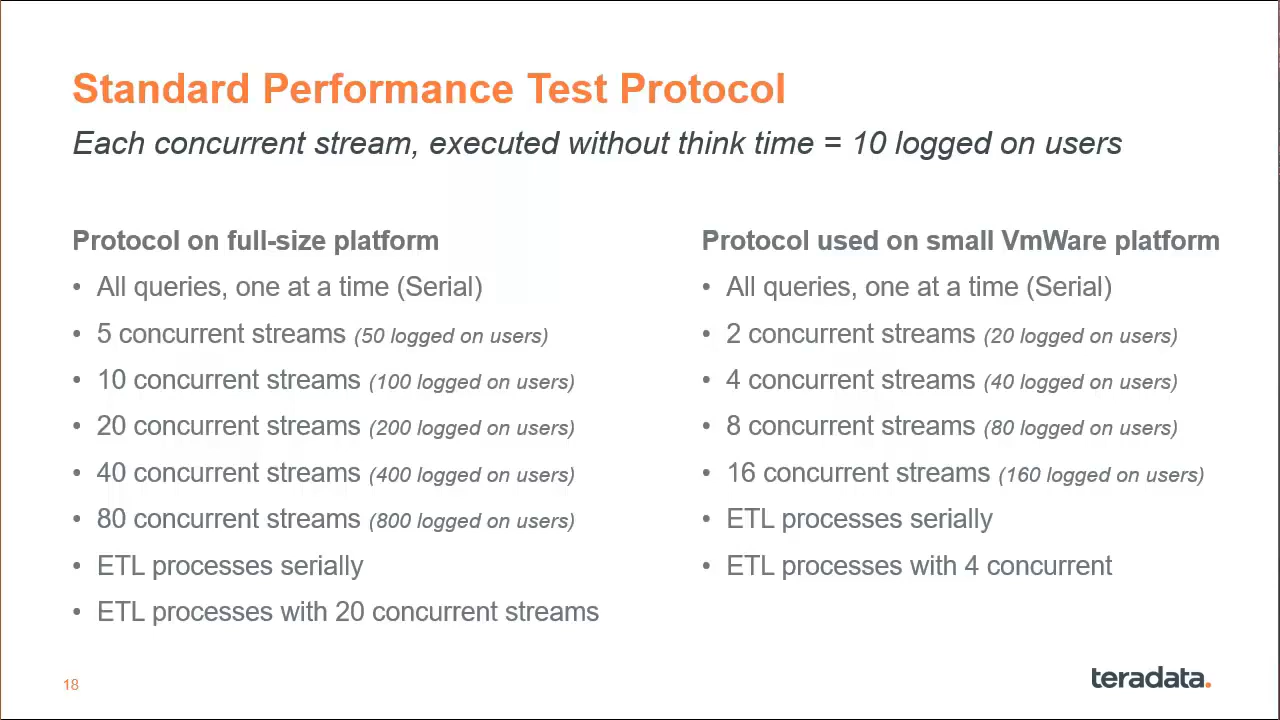 Standard Performance Test Protocol
Each concurrent stream, executed without think time = 10 logged on users
Protocol on full-size platform
• All queries, one at a time (Serial)
• 5 concurrent streams (50 logged on users)
• 10 concurrent streams (100 logged on users)
• 20 concurrent streams (200 logged on users)
• 40 concurrent streams (400 logged on users)
• 80 concurrent streams (800 logged on users)
• ETL processes serially
• ETL processes with 20 concurrent streams
Protocol used on small VmWare platform
• All queries, one at a time (Serial)
• 2 concurrent streams (20 logged on users)
• 4 concurrent streams (40 logged on users)
• 8 concurrent streams (80 logged on users)
• 16 concurrent streams (160 logged on users)
• ETL processes serially
• ETL processes with 4 concurrent
18
teradata.